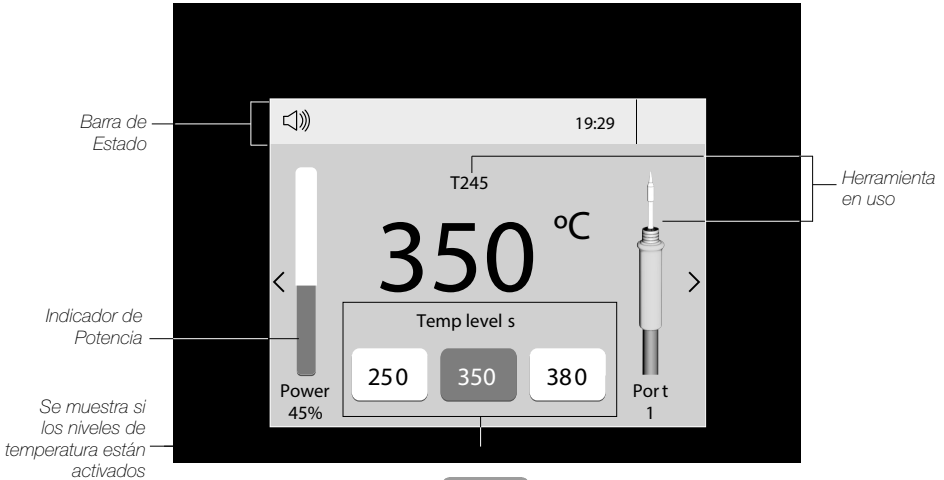 Barra de
Estado
19:29
T245
Herramienta
en uso
350 ºC
Indicador de
Potencia
Temp level s
250 350 380
Power
45%
Port
1
Se muestra si
los niveles de
temperatura están
activados